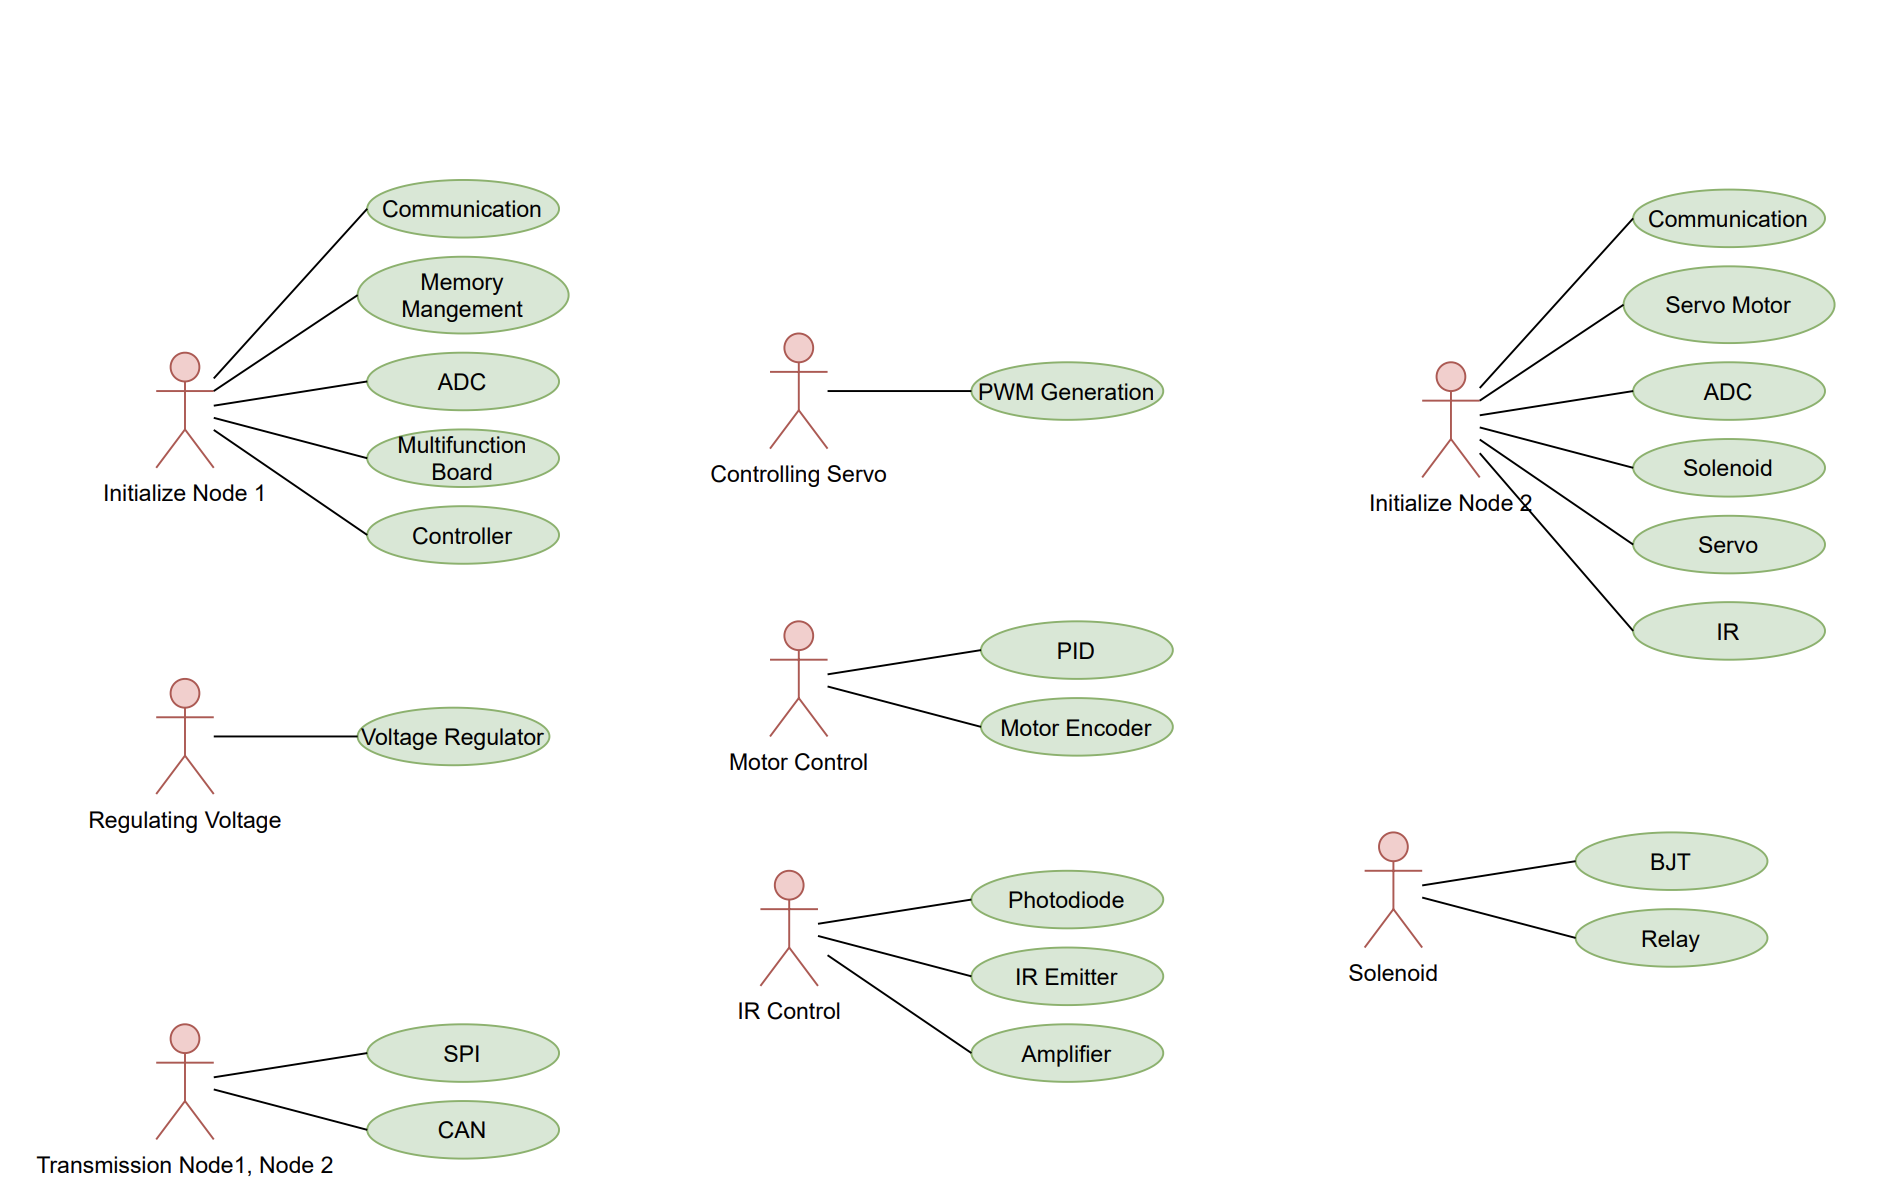 Communication
Memory
Mangement
ADC
Multifunction
Board
Controller
Initialize Node 1
Voltage Regulator
Regulating Voltage
SPI
CAN
Transmission Node1, Node 2
PWM Generation
Controlling Servo
PID
Motor Encoder
Motor Control
Photodiode
IR Emitter
Amplifier
IR Control
Communication
Servo Motor
ADC
Solenoid
Servo
IR
Initialize Node 2
BJT
Relay
Solenoid